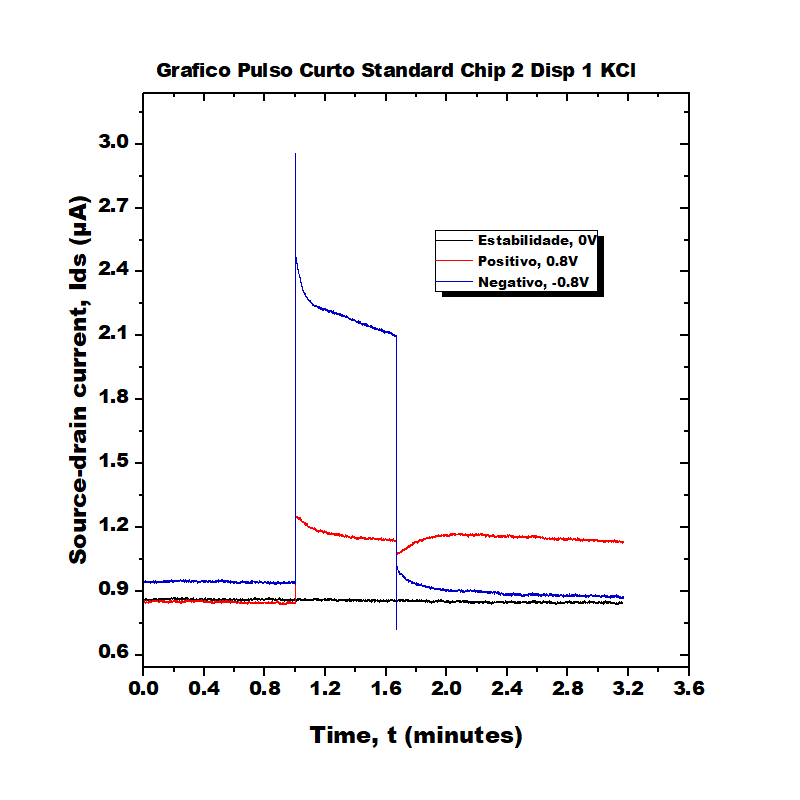 Grafico Pulso Curto Standard Chip 2 Disp 1 KCl
Source-drain current, Ids (µA)
3.0
2.7
2.4
2.1
1.8
1.5
1.2
0.9
0.6
Estabilidade, 0V
Positivo, 0.8V
Negativo, -0.8V
0.0 0.4 0.8 1.2 1.6 2.0 2.4 2.8 3.2 3.6
Time, t (minutes)